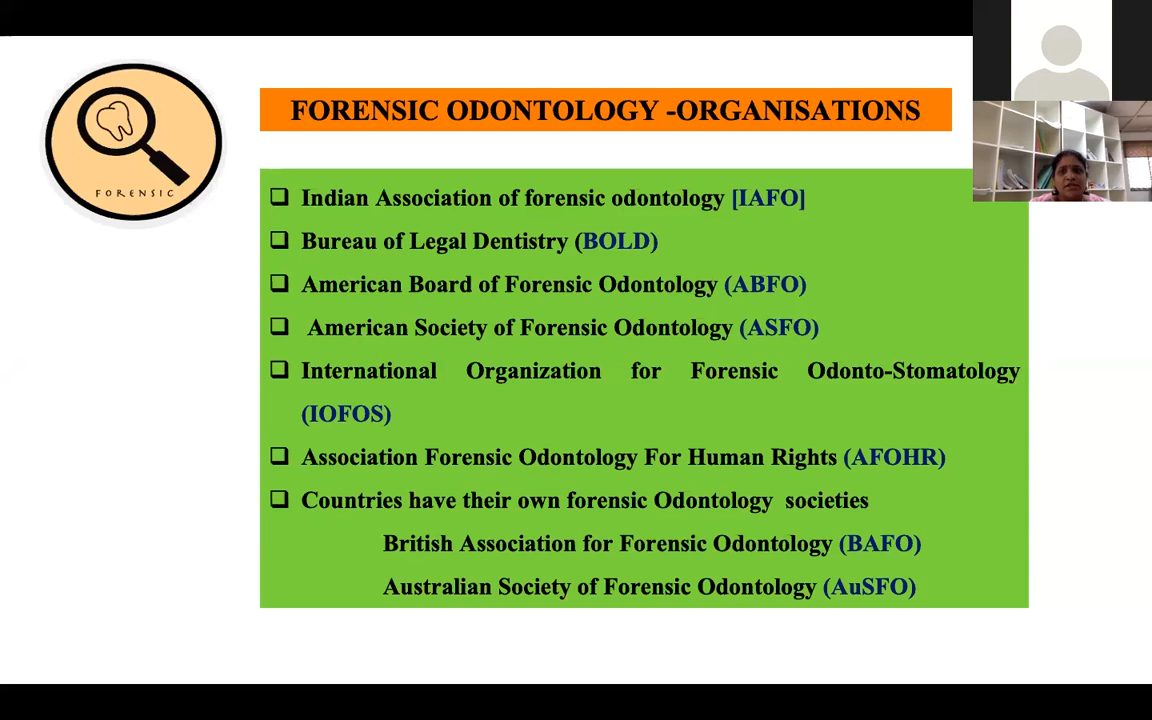 FORENSIC
FORENSIC ODONTOLOGY -ORGANISATIONS
❑ Indian Association of forensic odontology [IAFO]
❑ Bureau of Legal Dentistry (BOLD)
❑ American Board of Forensic Odontology (ABFO)
❑ American Society of Forensic Odontology (ASFO)
❑ International Organization for Forensic Odonto-Stomatology
(IOFOS)
❑ Association Forensic Odontology For Human Rights (AFOHR)
❑ Countries have their own forensic Odontology societies
British Association for Forensic Odontology (BAFO)
Australian Society of Forensic Odontology (AuSFO)